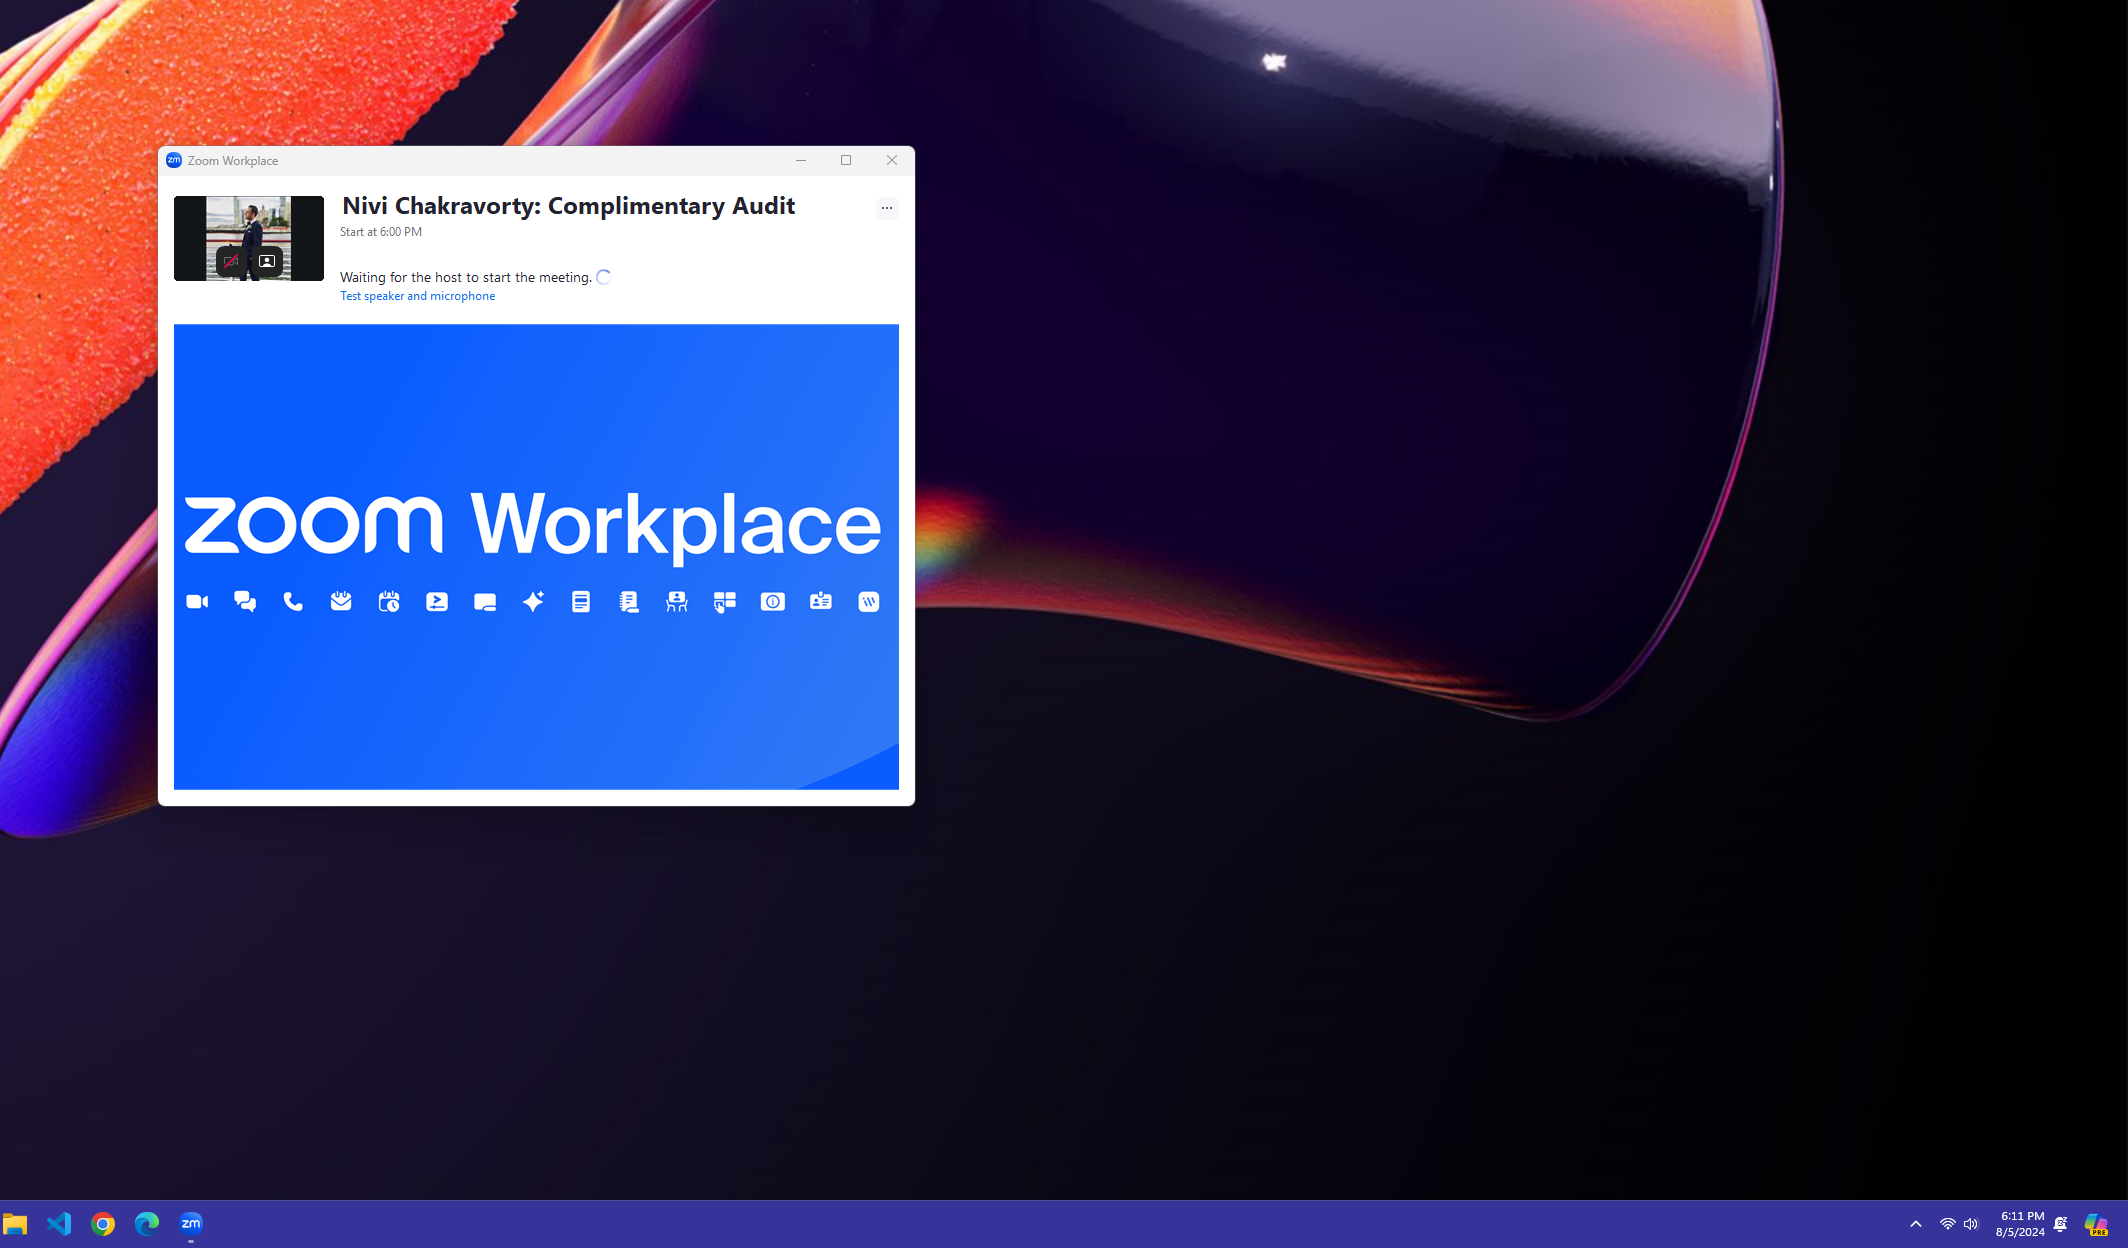 Zoom Workplace
Nivi Chakravorty: Complimentary Audit
Start at 6:00 PM
Waiting for the host to start the meeting.
Test speaker and microphone
zoom Workplace
zm
6:11 PM
8/5/2024
PRE